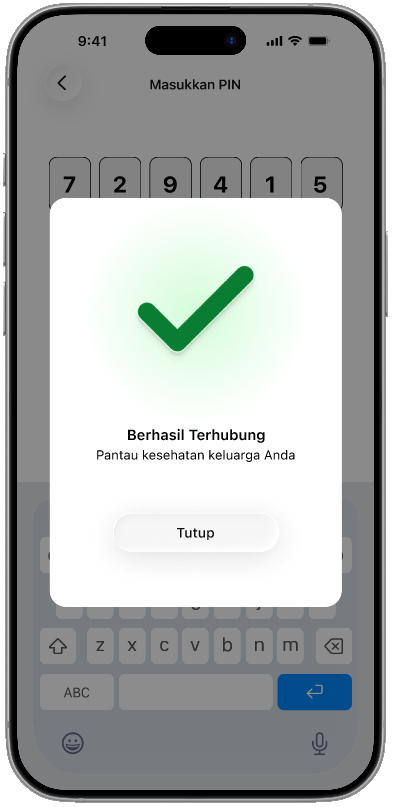 9:41
Masukkan PIN
7 2 9 4 1 5
Berhasil Terhubung
Pantau kesehatan keluarga Anda
Tutup
z x c v b n m
ABC